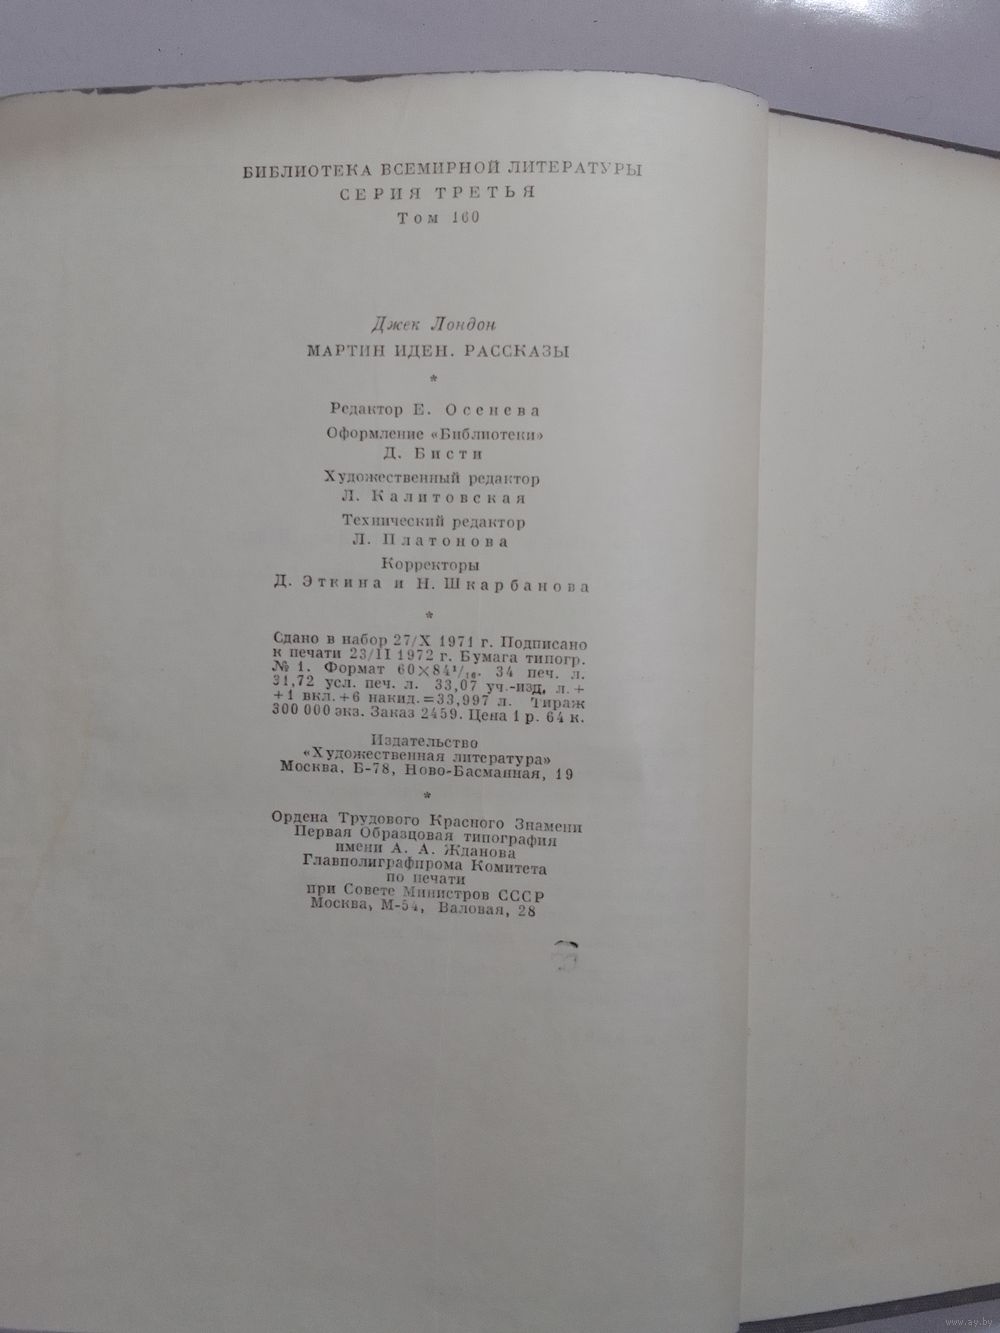 БИБЛИОТЕКА ВСЕМИРНОЙ ЛИТЕРАТУРЫ
СЕРИЯ ТРЕТЬЯ
Том 160
Джек Лондон
МАРТИН ИДЕН. РАССКАЗЫ
*
Редактор Е. Осенева
Оформление «Библиотеки»
Д. Бисти
Художественный редактор
Л. Калитовская
Технический редактор
Л. Платонова
Корректоры
Д. Эткина и Н. Шкарбанова
*
Сдано в набор 27/X 1971 г. Подписано
к печати 23/II 1972 г. Бумага типогр.
№ 1. Формат 60×84¹/₁₆. 34 печ. л.
31,72 усл. печ. л. 33,07 уч.-изд. л.+
+1 вкл.+6 накид.=33,997 л. Тираж
300 000 экз. Заказ 2459. Цена 1 р. 64 к.
Издательство
«Художественная литература»
Москва, Б-78, Ново-Басманная, 19
*
Ордена Трудового Красного Знамени
Первая Образцовая типография
имени А. А. Жданова
Главполиграфпрома Комитета
по печати
при Совете Министров СССР
Москва, М-54, Валовая, 28
www.ay.by